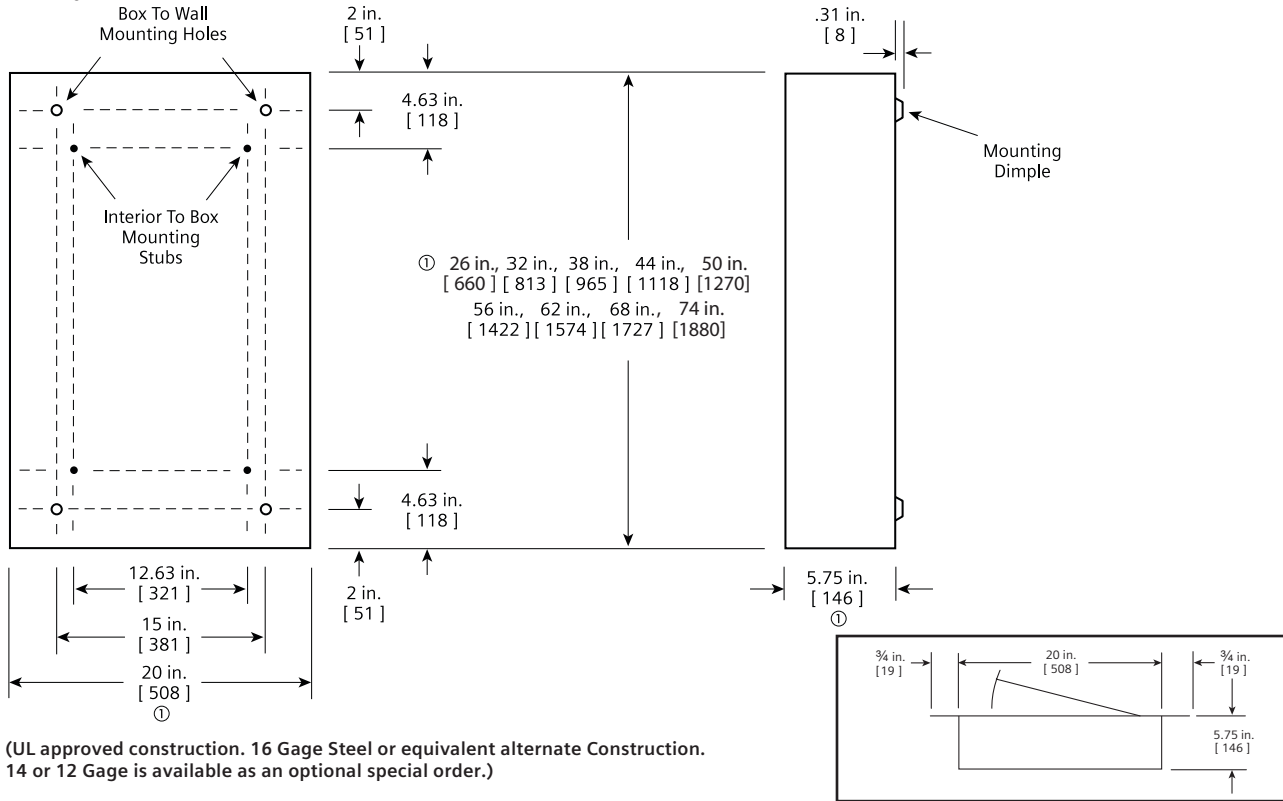 Box To Wall
Mounting Holes
2 in.
[ 51 ]
.31 in.
[ 8 ]
4.63 in.
[ 118 ]
Mounting
Dimple
Interior To Box
Mounting
Stubs
① 26 in., 32 in., 38 in., 44 in., 50 in.
[ 660 ] [ 813 ] [ 965 ] [ 1118 ] [1270]
56 in., 62 in., 68 in., 74 in.
[ 1422 ] [ 1574 ] [ 1727 ] [1880]
4.63 in.
[ 118 ]
12.63 in.
[ 321 ]
2 in.
[ 51 ]
5.75 in.
[ 146 ]
①
15 in.
[ 381 ]
20 in.
[ 508 ]
①
¾ in.
[19 ]
20 in.
[ 508 ]
¾ in.
[19 ]
5.75 in.
[ 146 ]
(UL approved construction. 16 Gage Steel or equivalent alternate Construction.
14 or 12 Gage is available as an optional special order.)